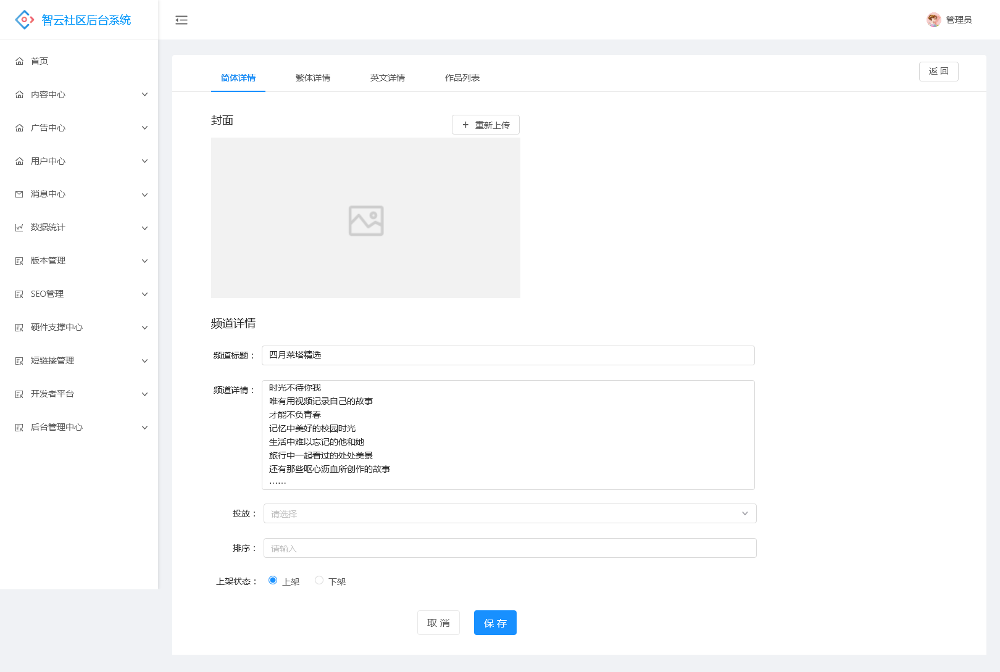 智云社区后台系统
管理员
首页
内容中心
广告中心
用户中心
消息中心
数据统计
版本管理
SEO管理
硬件支撑中心
短链接管理
开发者平台
后台管理中心
简体详情
繁体详情
英文详情
作品列表
返 回
封面
+ 重新上传
频道详情
频道标题：
四月莱塔精选
频道详情：
时光不待你我
唯有用视频记录自己的故事
才能不负青春
记忆中美好的校园时光
生活中难以忘记的他和她
旅行中一起看过的处处美景
还有那些呕心沥血所创作的故事
……
投放：
请选择
排序：
请输入
上架状态：
上架
下架
取 消
保 存